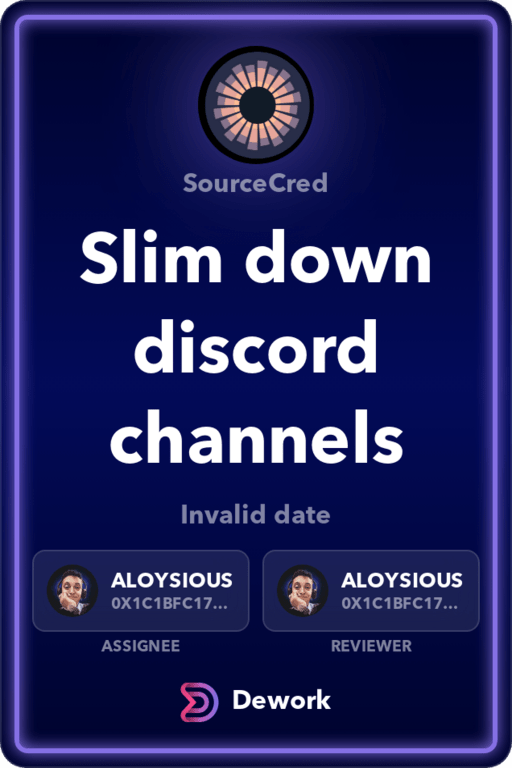 SourceCred
Slim down
discord
channels
Invalid date
ALOYSIOUS
0X1C1BFC17...
ASSIGNEE
ALOYSIOUS
0X1C1BFC17...
REVIEWER
Dework